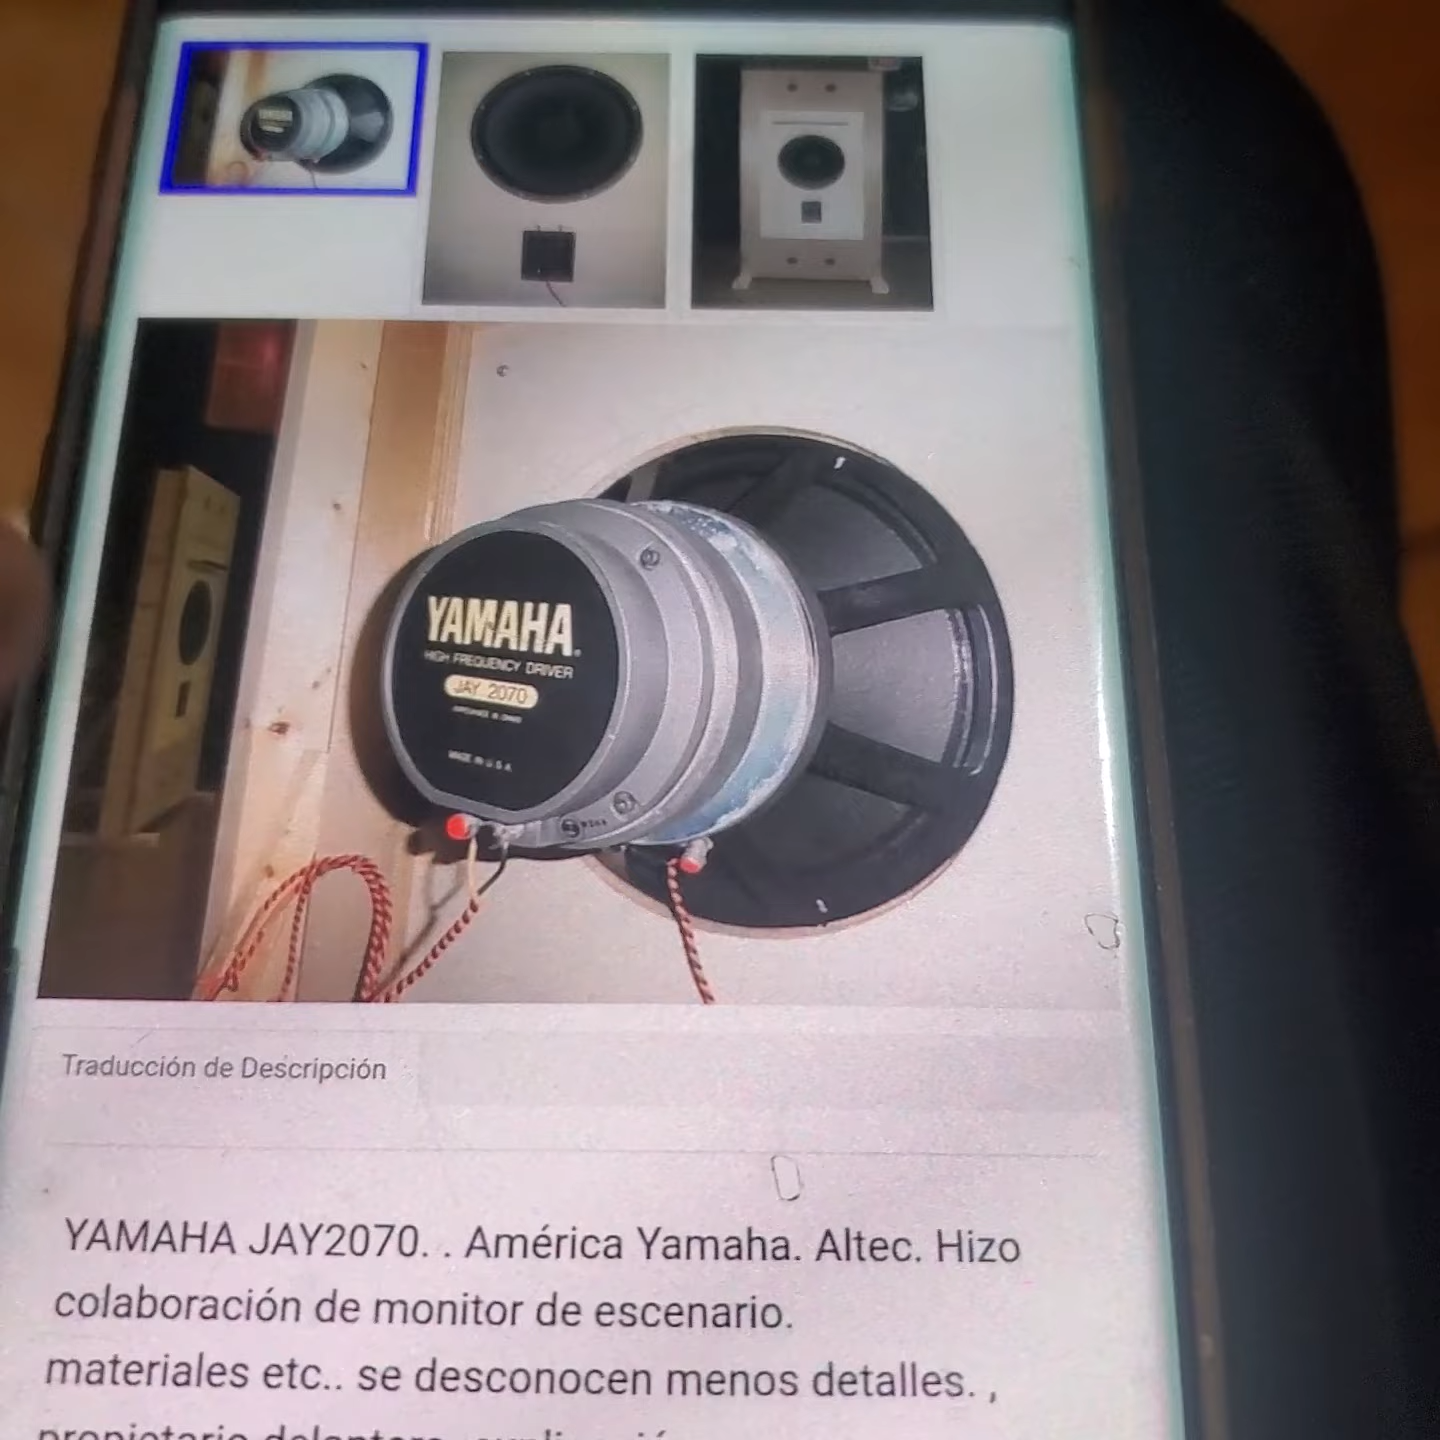 YAMAHA
HIGH FREQUENCY DRIVER
JAY 2070
MADE IN U.S.A.
Traducción de Descripción
YAMAHA JAY2070. . América Yamaha. Altec. Hizo
colaboración de monitor de escenario.
materiales etc.. se desconocen menos detalles. ,